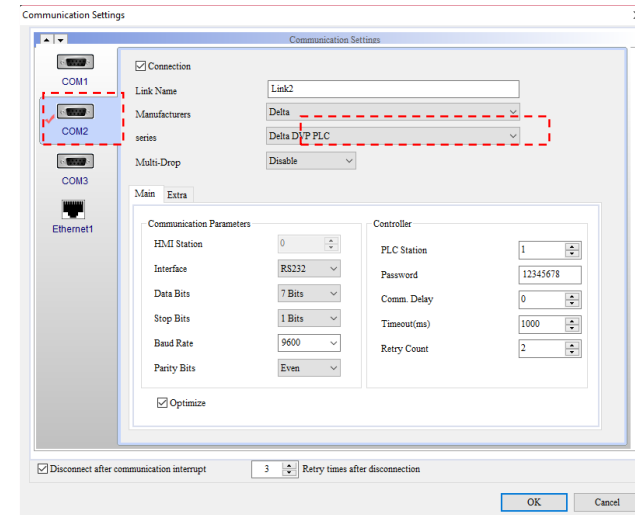 Communication Settings
Communication Settings
COM1
COM2
COM3
Ethernet1
Connection
Link Name Link2
Manufacturers Delta
series Delta DVP PLC
Multi-Drop Disable
Main Extra
Communication Parameters
HMI Station 0
Interface RS232
Data Bits 7 Bits
Stop Bits 1 Bits
Baud Rate 9600
Parity Bits Even
Optimize
Controller
PLC Station 1
Password 12345678
Comm. Delay 0
Timeout(ms) 1000
Retry Count 2
Disconnect after communication interrupt 3 Retry times after disconnection
OK Cancel